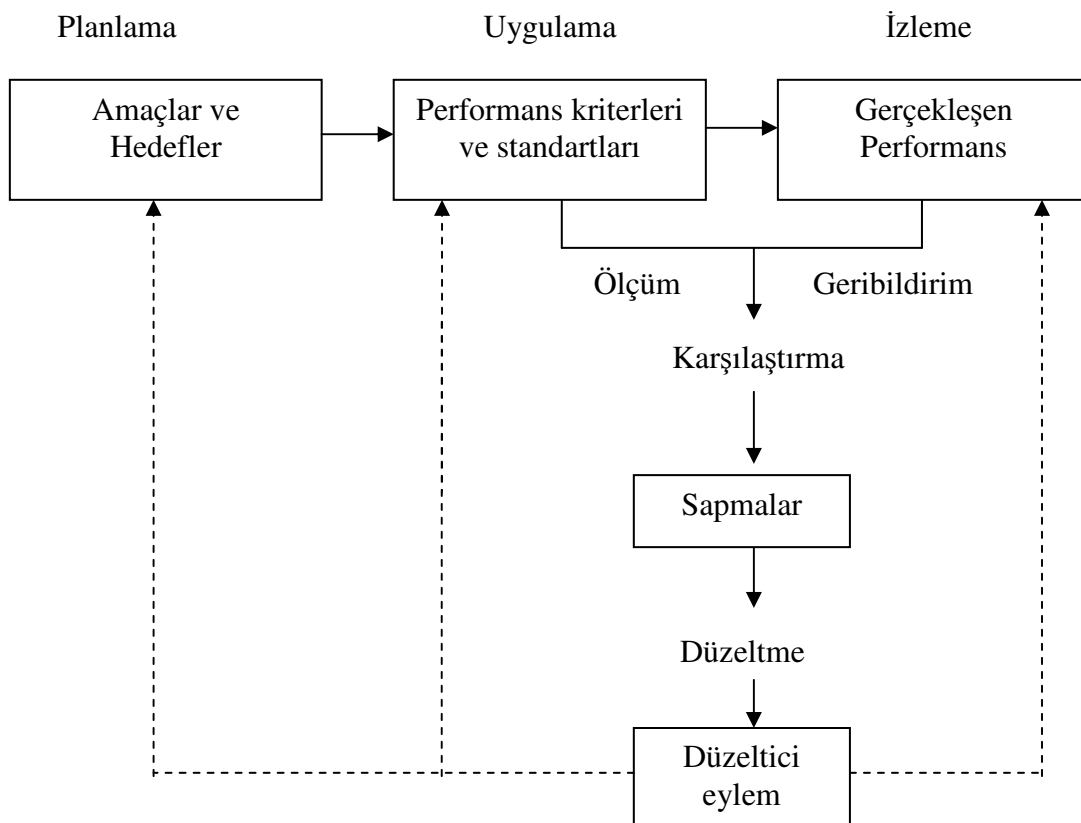 Planlama
Uygulama
İzleme
Amaçlar ve
Hedefler
Performans kriterleri
ve standartları
Gerçekleşen
Performans
Ölçüm
Geribildirim
Karşılaştırma
Sapmalar
Düzeltme
Düzeltici
eylem